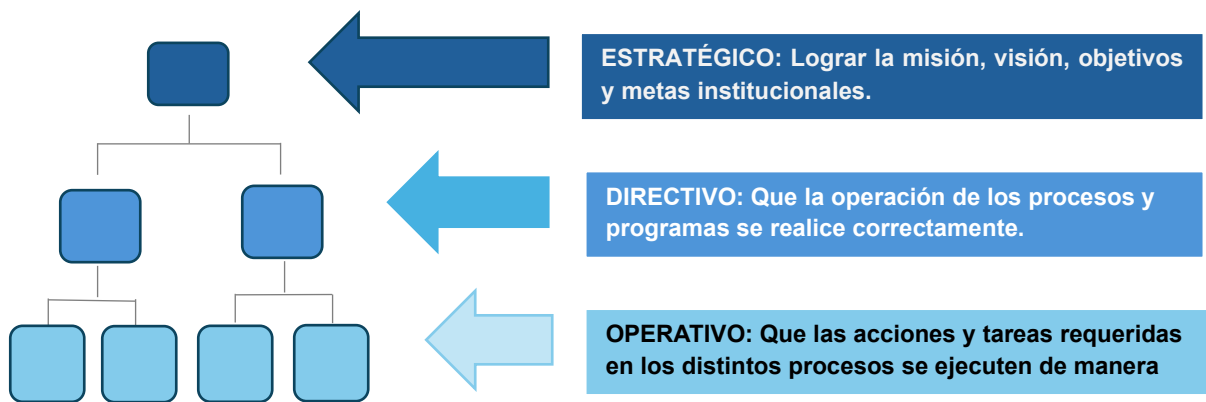 ESTRATÉGICO: Lograr la misión, visión, objetivos
y metas institucionales.
DIRECTIVO: Que la operación de los procesos y
programas se realice correctamente.
OPERATIVO: Que las acciones y tareas requeridas
en los distintos procesos se ejecuten de manera